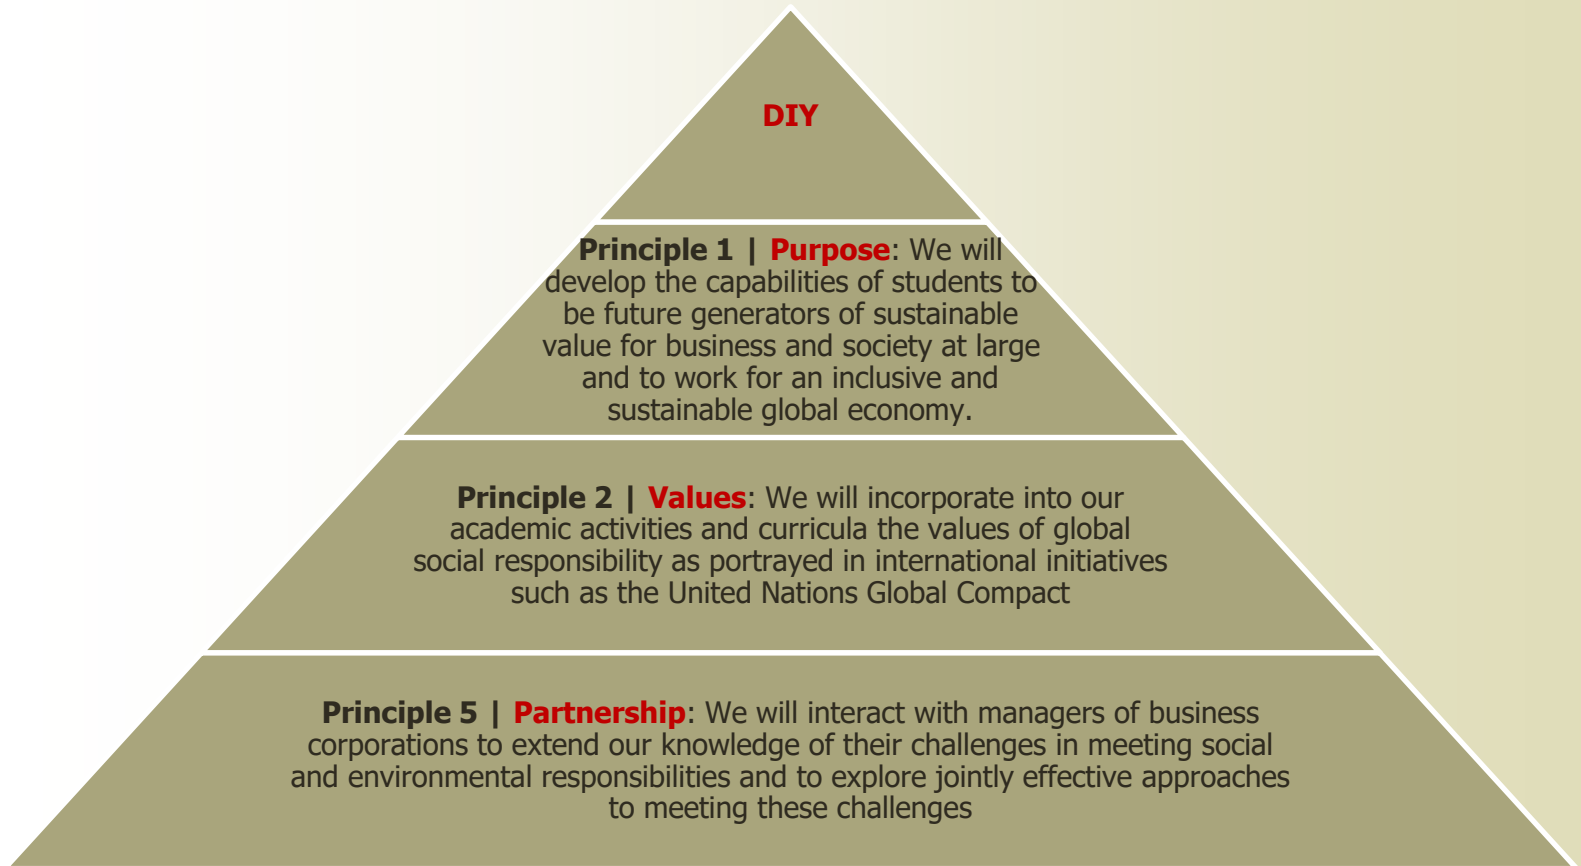 DIY
Principle 1 | Purpose: We will
develop the capabilities of students to
be future generators of sustainable
value for business and society at large
and to work for an inclusive and
sustainable global economy.
Principle 2 | Values: We will incorporate into our
academic activities and curricula the values of global
social responsibility as portrayed in international initiatives
such as the United Nations Global Compact
Principle 5 | Partnership: We will interact with managers of business
corporations to extend our knowledge of their challenges in meeting social
and environmental responsibilities and to explore jointly effective approaches
to meeting these challenges